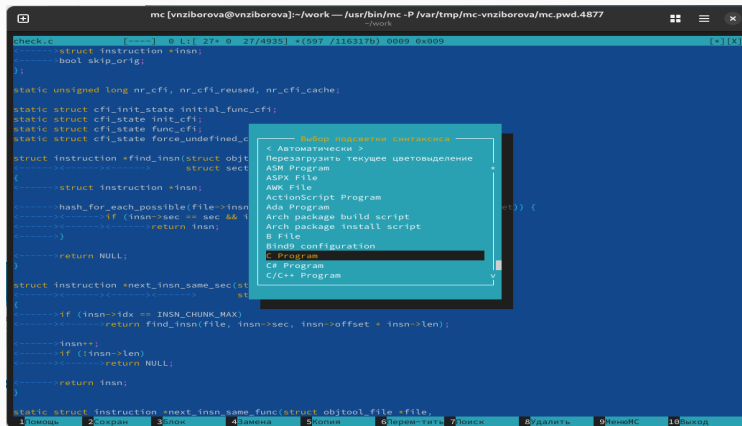 mc [vnziborova@vnziborova]:~/work — /usr/bin/mc -P /var/tmp/mc-vnziborova/mc.pwd.4877
~/work
check.c [----] 0 L:[ 27+ 0 27/4935] *(597 /116317b) 0009 0x009 [*][X]
<------>struct instruction *insn;
<------>bool skip_orig;
};
static unsigned long nr_cfi, nr_cfi_reused, nr_cfi_cache;
static struct cfi_init_state initial_func_cfi;
static struct cfi_state init_cfi;
static struct cfi_state func_cfi;
static struct cfi_state force_undefined_c
Выбор подсветки синтаксиса
< Автоматически >
struct instruction *find_insn(struct objt
Перезагрузить текущее цветовыделение
<------><------><------> struct sect
ASM Program +
{
ASPX File
<------>struct instruction *insn;
AWK File
ActionScript Program
<------>hash_for_each_possible(file->insn
Ada Program
et)) {
<------><------>if (insn->sec == sec && i
Arch package build script
<------><------><------>return insn;
Arch package install script
<------>}
B File
Bind9 configuration
<------>return NULL;
C Program
}
C# Program
C/C++ Program v
struct instruction *next_insn_same_sec(st
<------><------><------><------> st
{
<------>if (insn->idx == INSN_CHUNK_MAX)
<------><------>return find_insn(file, insn->sec, insn->offset + insn->len);
<------>insn++;
<------>if (!insn->len)
<------><------>return NULL;
<------>return insn;
}
static struct instruction *next_insn_same_func(struct objtool_file *file,
1Помощь 2Сохран 3Блок 4Замена 5Копия 6Перем~тить 7Поиск 8Удалить 9МенюMC 10Выход